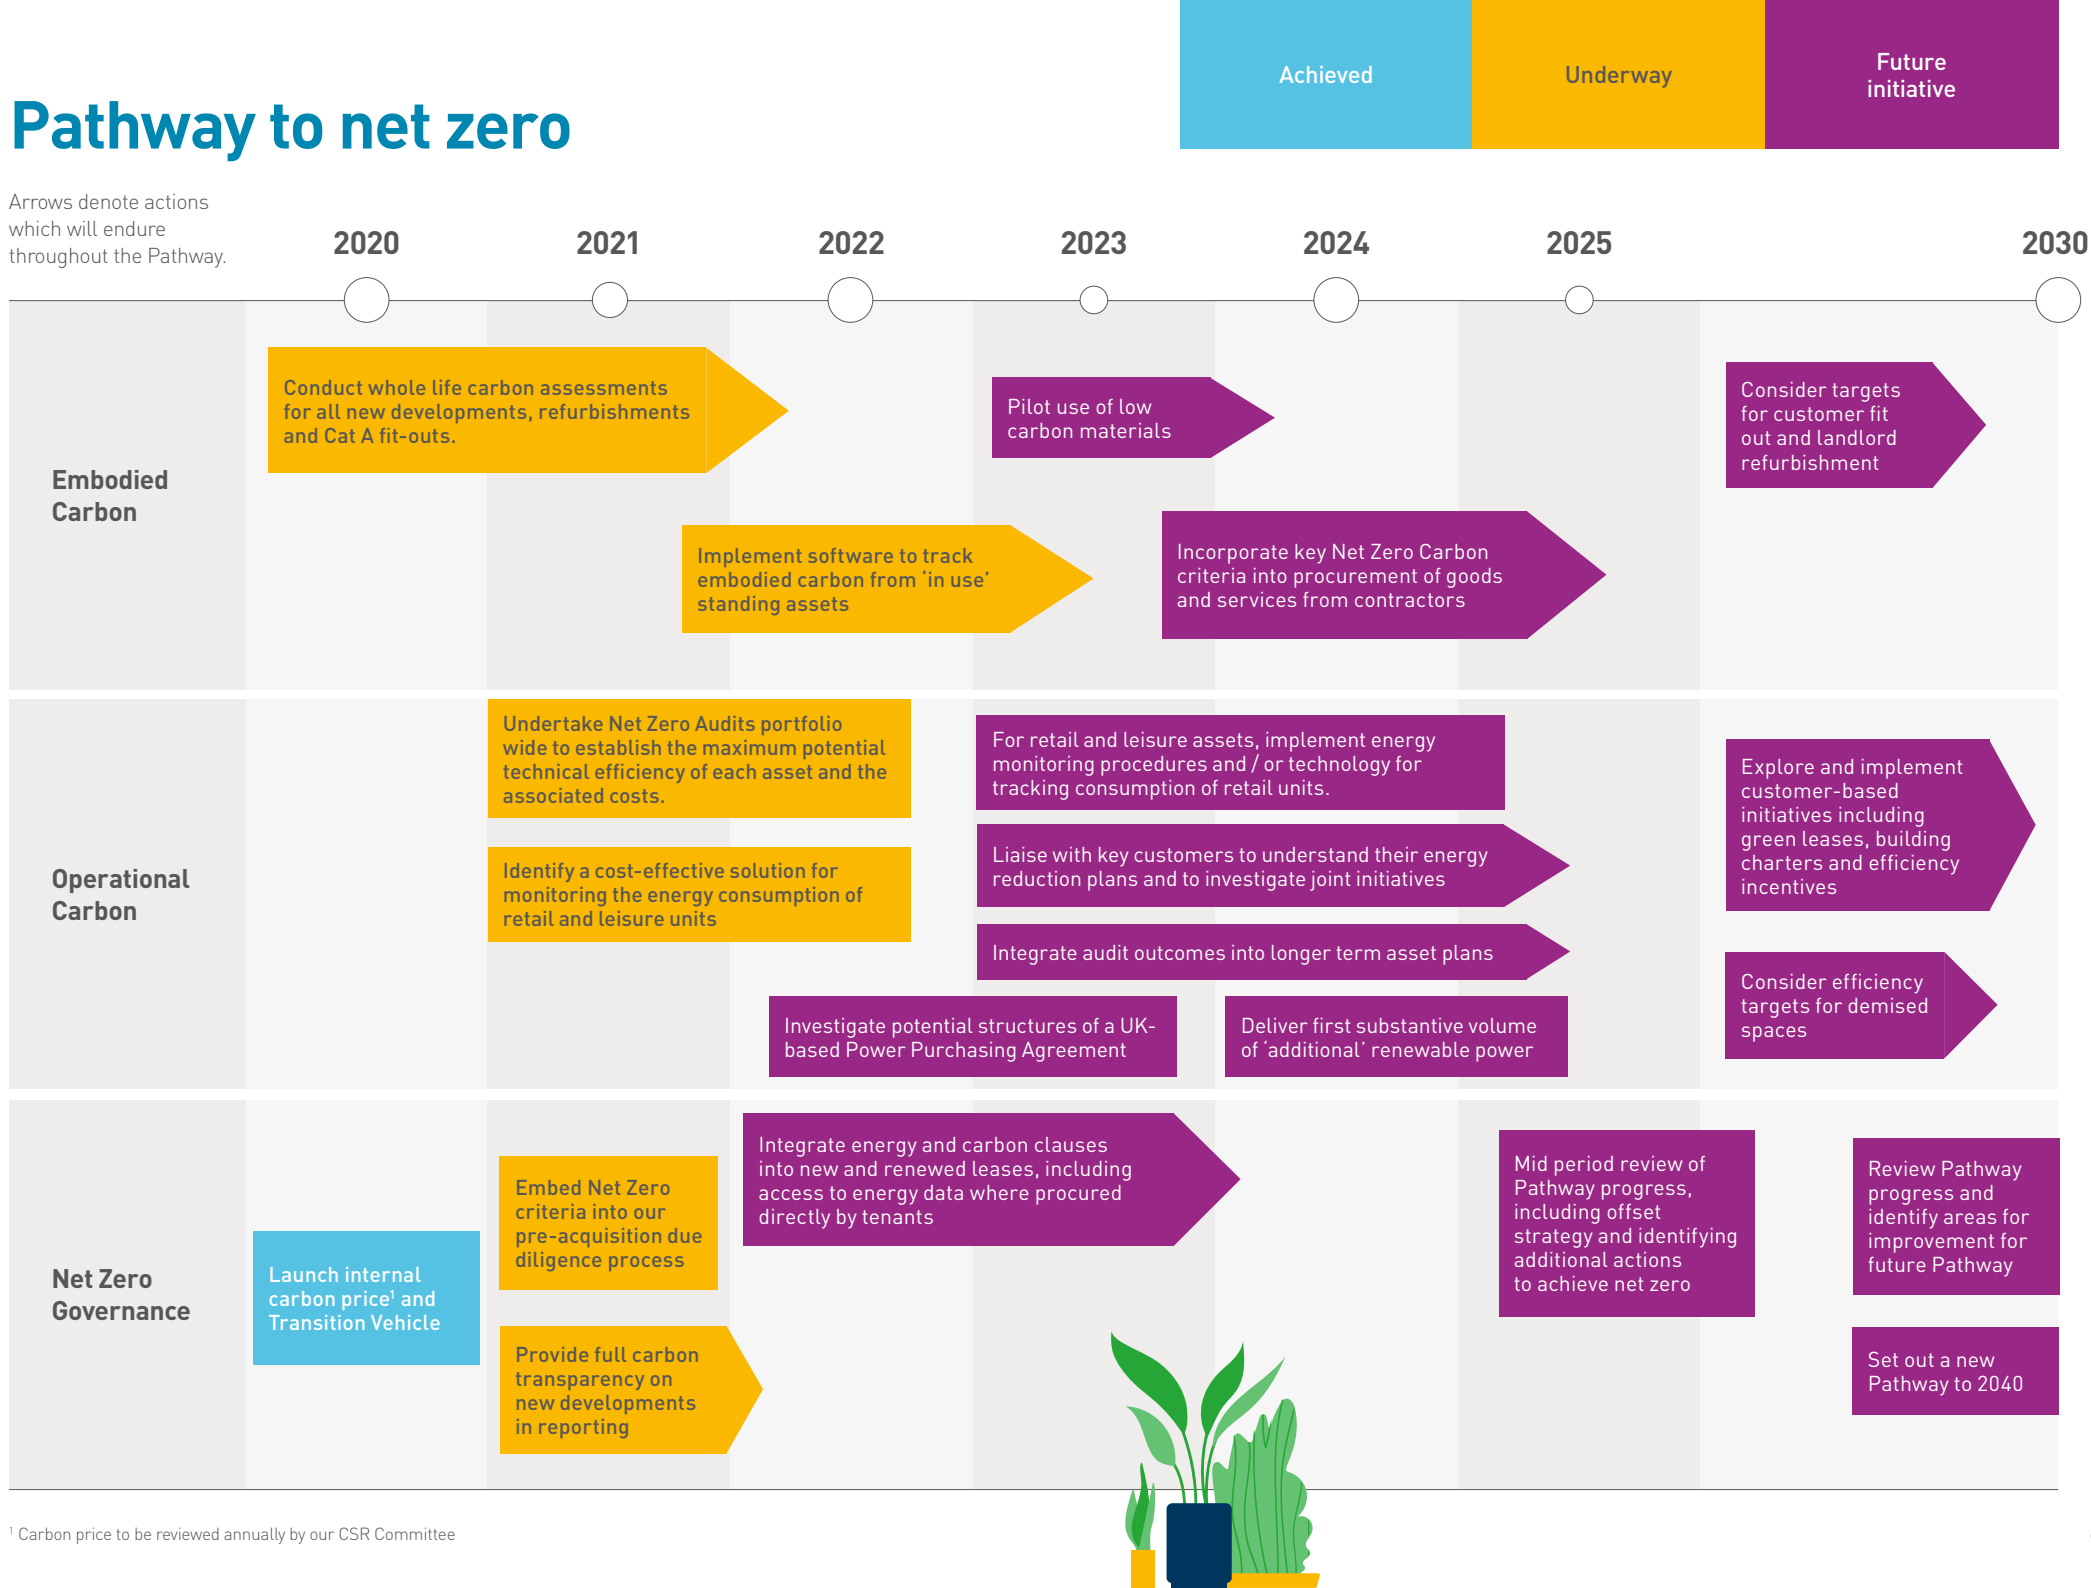 Achieved
Underway
Future
initiative
Pathway to net zero
Arrows denote actions
which will endure
throughout the Pathway.
2020
2021
2022
2023
2024
2025
2030
Embodied
Carbon
Conduct whole life carbon assessments
for all new developments, refurbishments
and Cat A fit-outs.
Pilot use of low
carbon materials
Consider targets
for customer fit
out and landlord
refurbishment
Implement software to track
embodied carbon from ‘in use’
standing assets
Incorporate key Net Zero Carbon
criteria into procurement of goods
and services from contractors
Operational
Carbon
Undertake Net Zero Audits portfolio
wide to establish the maximum potential
technical efficiency of each asset and the
associated costs.
Identify a cost-effective solution for
monitoring the energy consumption of
retail and leisure units
For retail and leisure assets, implement energy
monitoring procedures and / or technology for
tracking consumption of retail units.
Liaise with key customers to understand their energy
reduction plans and to investigate joint initiatives
Integrate audit outcomes into longer term asset plans
Investigate potential structures of a UK-
based Power Purchasing Agreement
Deliver first substantive volume
of ‘additional’ renewable power
Explore and implement
customer-based
initiatives including
green leases, building
charters and efficiency
incentives
Consider efficiency
targets for demised
spaces
Net Zero
Governance
Launch internal
carbon price¹ and
Transition Vehicle
Embed Net Zero
criteria into our
pre-acquisition due
diligence process
Provide full carbon
transparency on
new developments
in reporting
Integrate energy and carbon clauses
into new and renewed leases, including
access to energy data where procured
directly by tenants
Mid period review of
Pathway progress,
including offset
strategy and identifying
additional actions
to achieve net zero
Review Pathway
progress and
identify areas for
improvement for
future Pathway
Set out a new
Pathway to 2040
¹ Carbon price to be reviewed annually by our CSR Committee